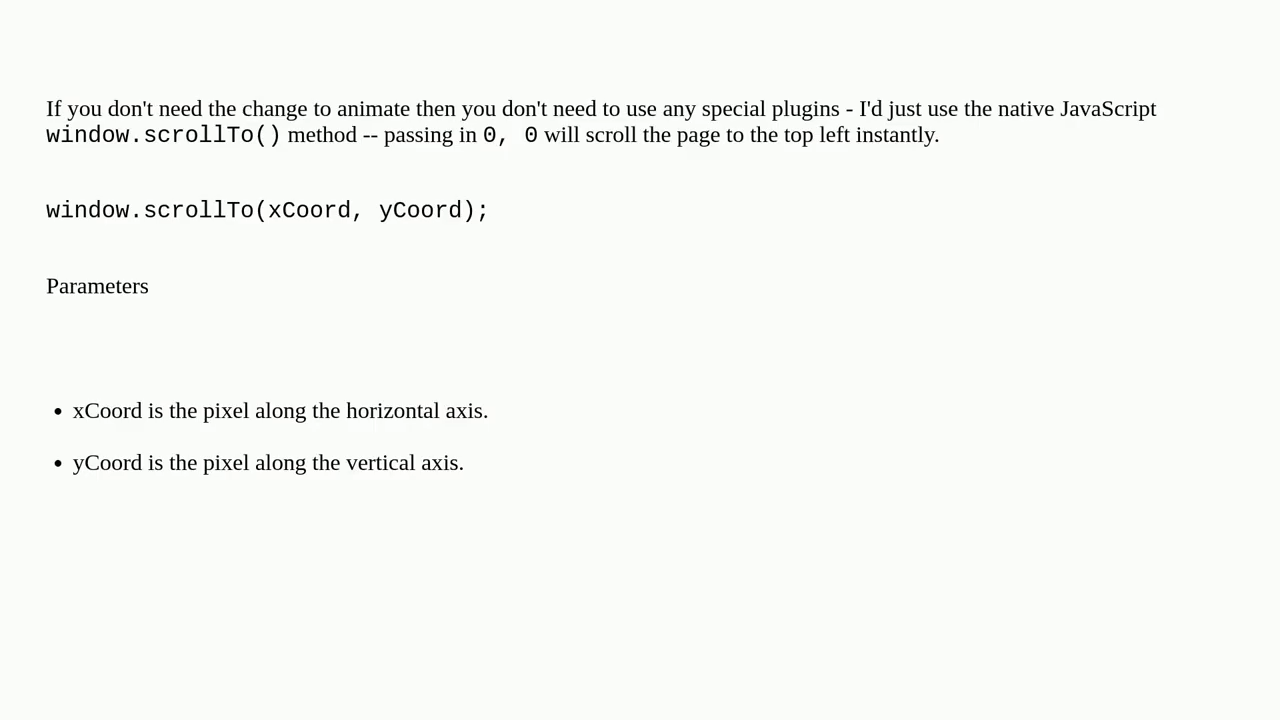 If you don't need the change to animate then you don't need to use any special plugins - I'd just use the native JavaScript
window.scrollTo() method -- passing in 0, 0 will scroll the page to the top left instantly.
window.scrollTo(xCoord, yCoord);
Parameters
• xCoord is the pixel along the horizontal axis.
• yCoord is the pixel along the vertical axis.